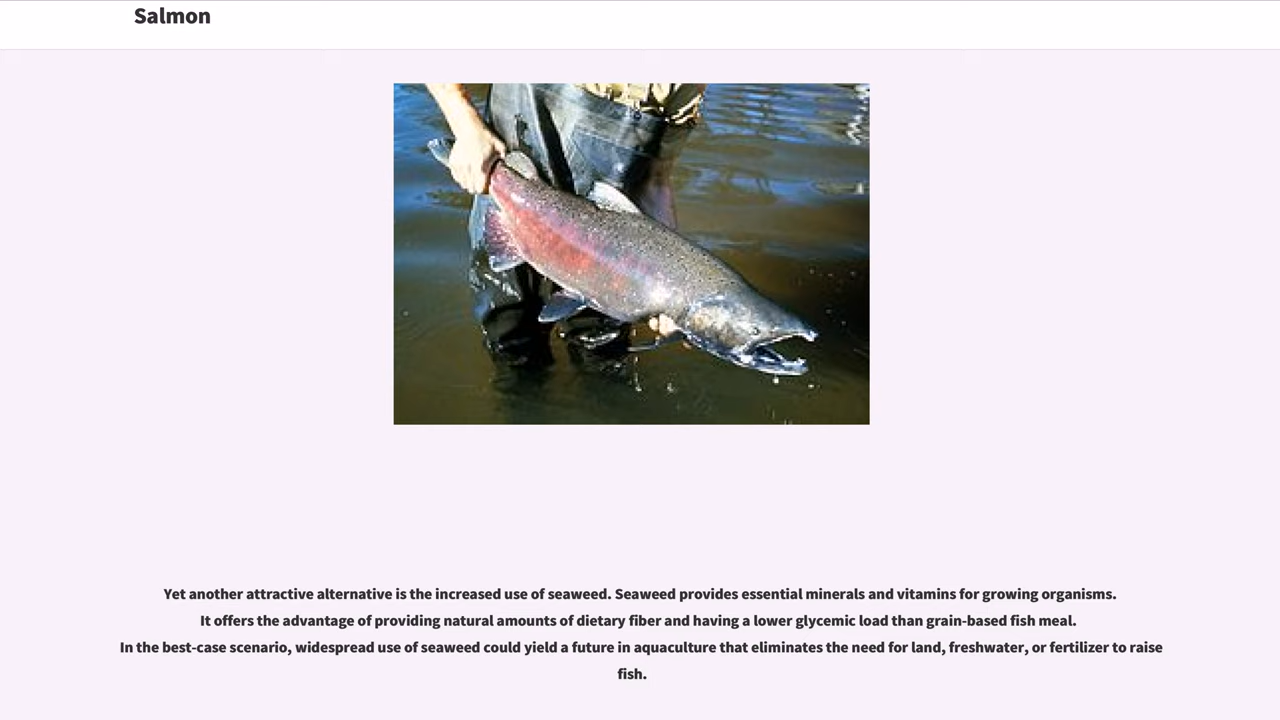 Salmon
Yet another attractive alternative is the increased use of seaweed. Seaweed provides essential minerals and vitamins for growing organisms.
It offers the advantage of providing natural amounts of dietary fiber and having a lower glycemic load than grain-based fish meal.
In the best-case scenario, widespread use of seaweed could yield a future in aquaculture that eliminates the need for land, freshwater, or fertilizer to raise
fish.